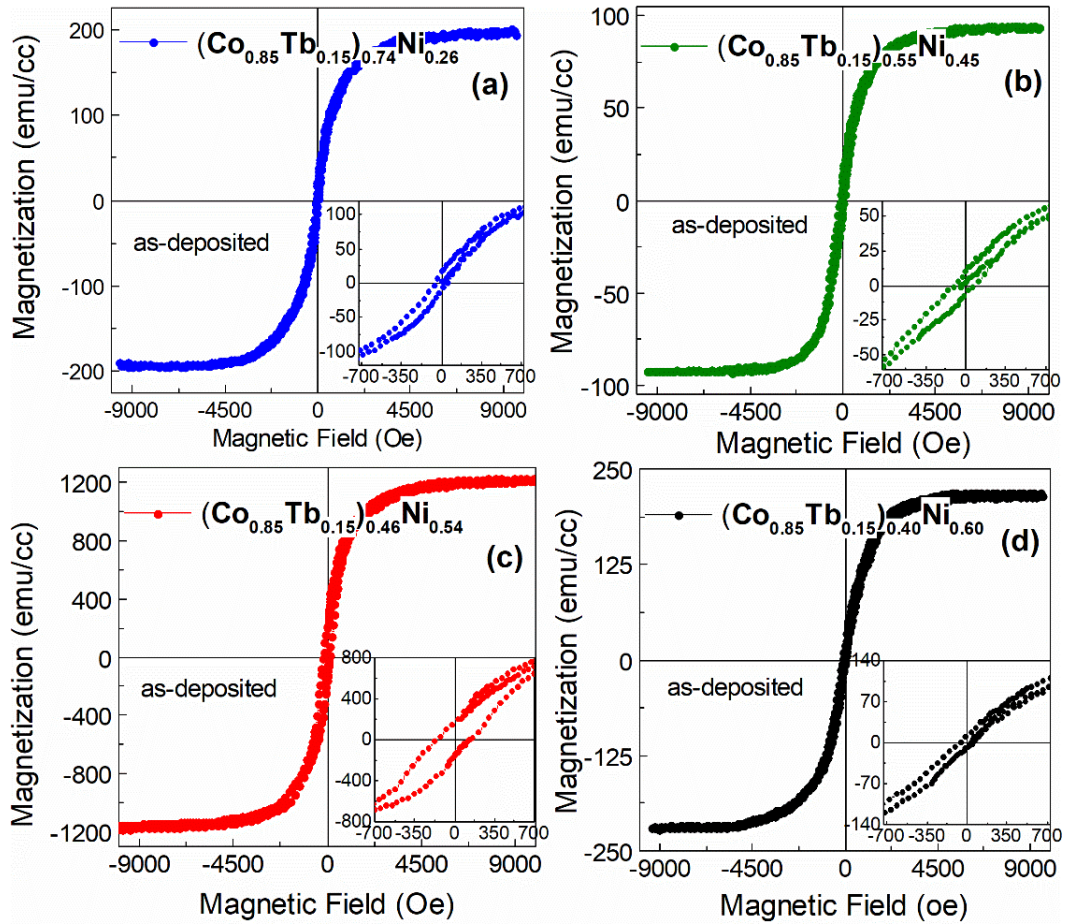 (Co0.85Tb0.15)0.74Ni0.26
(a)
as-deposited
Magnetization (emu/cc)
200
100
0
-100
-200
-9000 -4500 0 4500 9000
Magnetic Field (Oe)
100
50
0
-50
-100
-700 -350 0 350 700
(Co0.85Tb0.15)0.55Ni0.45
(b)
as-deposited
Magnetization (emu/cc)
100
50
0
-50
-100
-9000 -4500 0 4500 9000
Magnetic Field (Oe)
50
25
0
-25
-50
-700 -350 0 350 700
(Co0.85Tb0.15)0.46Ni0.54
(c)
as-deposited
Magnetization (emu/cc)
1200
800
400
0
-400
-800
-1200
-9000 -4500 0 4500 9000
Magnetic Field (Oe)
800
400
0
-400
-800
-700 -350 0 350 700
(Co0.85Tb0.15)0.40Ni0.60
(d)
as-deposited
Magnetization (emu/cc)
250
125
0
-125
-250
-9000 -4500 0 4500 9000
Magnetic Field (oe)
140
70
0
-70
-140
-700 -350 0 350 700